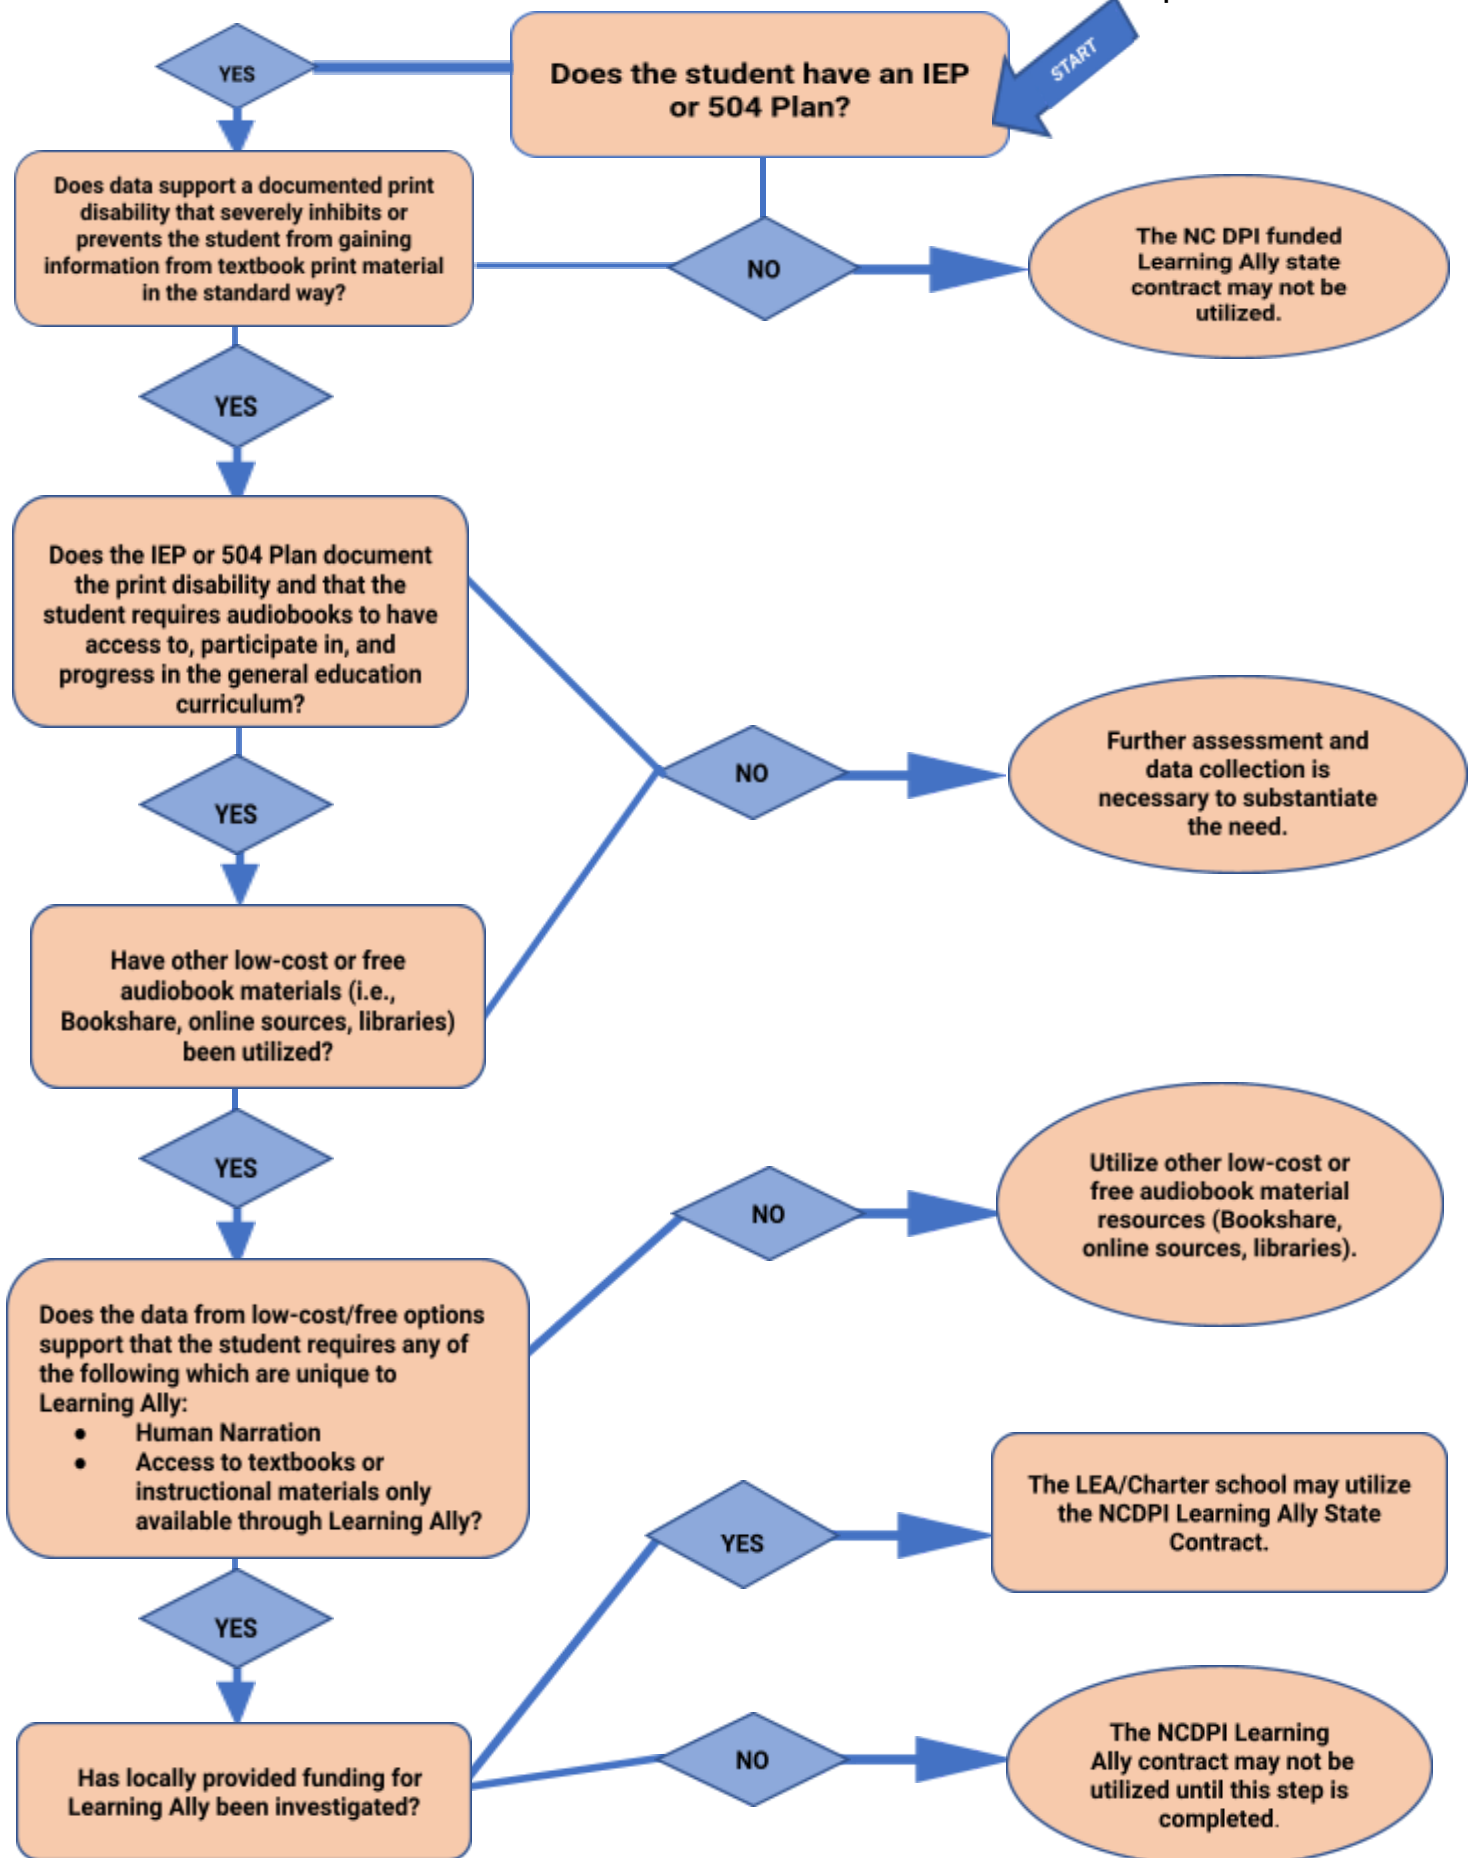 Does the student have an IEP
or 504 Plan?
START
YES
Does data support a documented print
disability that severely inhibits or
prevents the student from gaining
information from textbook print material
in the standard way?
NO
The NC DPI funded
Learning Ally state
contract may not be
utilized.
YES
Does the IEP or 504 Plan document
the print disability and that the
student requires audiobooks to have
access to, participate in, and
progress in the general education
curriculum?
NO
Further assessment and
data collection is
necessary to substantiate
the need.
YES
Have other low-cost or free
audiobook materials (i.e.,
Bookshare, online sources, libraries)
been utilized?
YES
Does the data from low-cost/free options
support that the student requires any of
the following which are unique to
Learning Ally:
● Human Narration
● Access to textbooks or
instructional materials only
available through Learning Ally?
NO
Utilize other low-cost or
free audiobook material
resources (Bookshare,
online sources, libraries).
YES
Has locally provided funding for
Learning Ally been investigated?
YES
The LEA/Charter school may utilize
the NCDPI Learning Ally State
Contract.
NO
The NCDPI Learning
Ally contract may not be
utilized until this step is
completed.